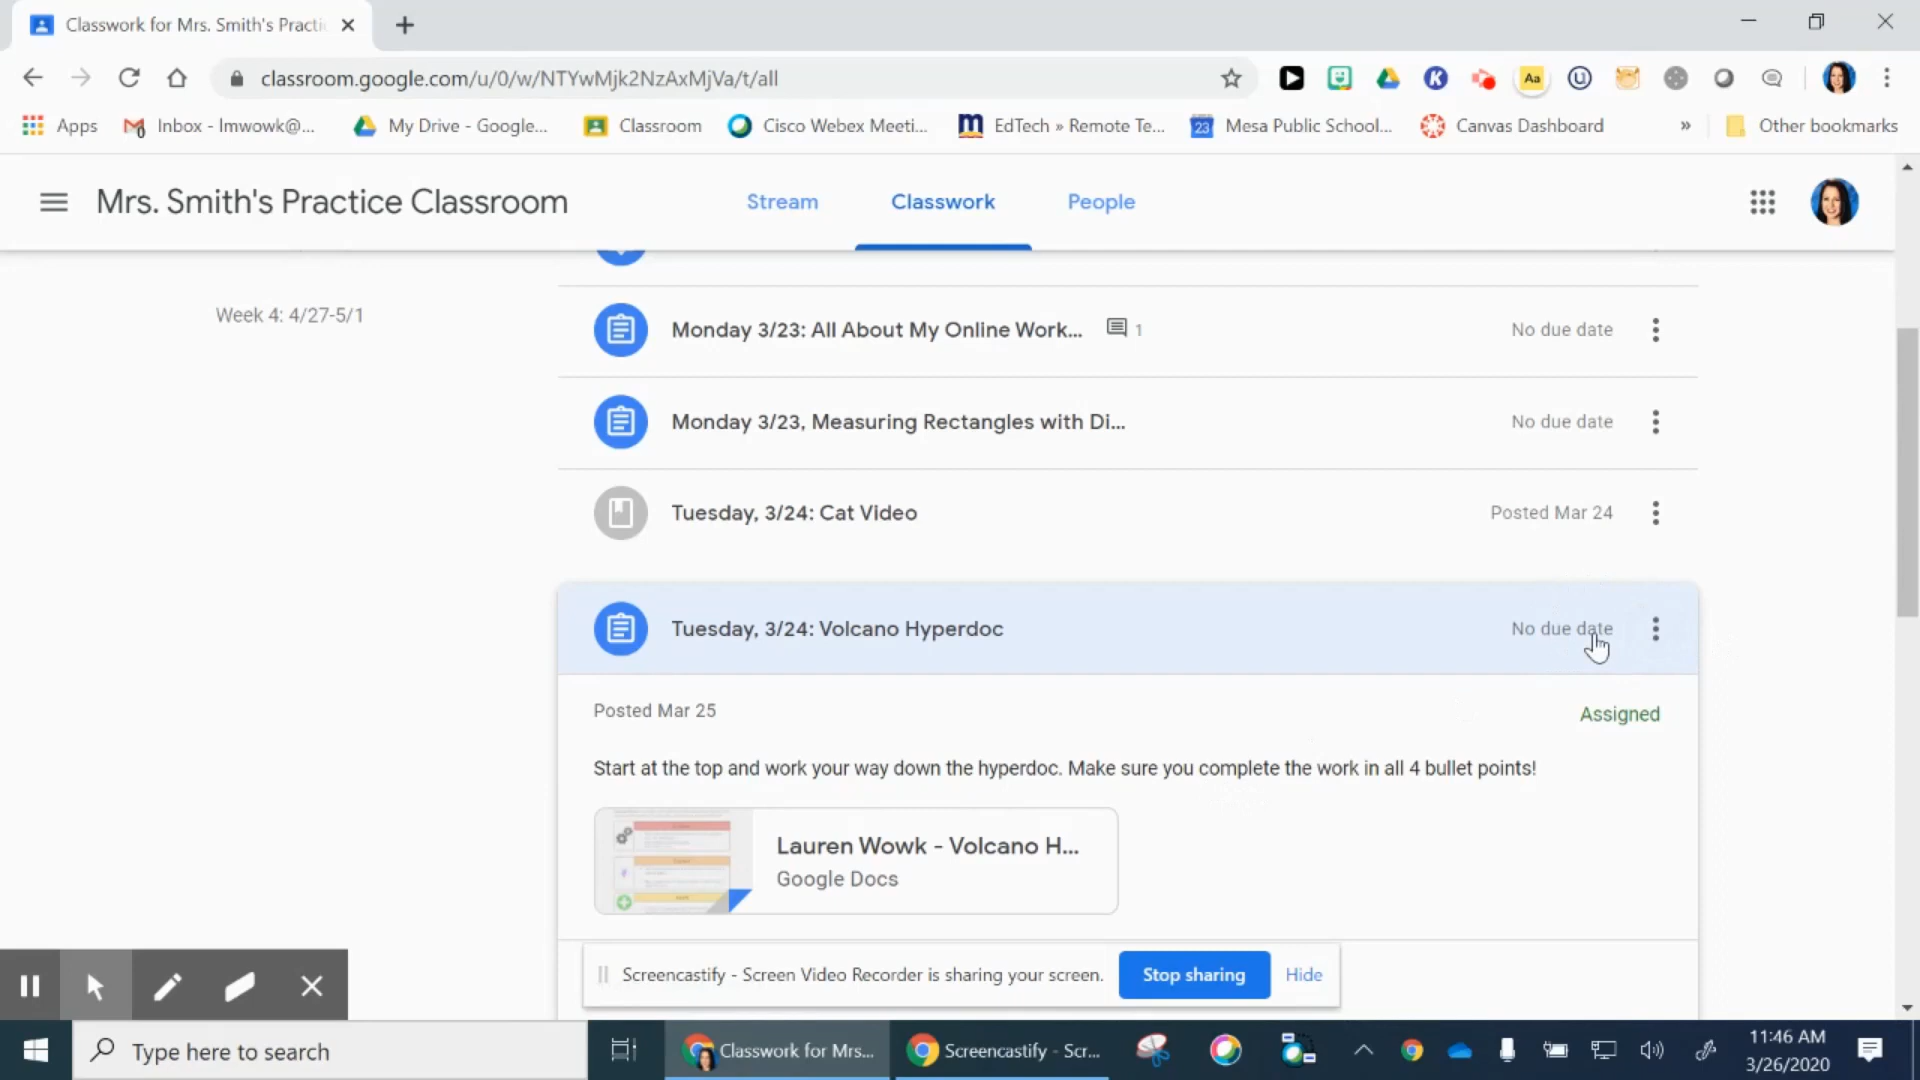 Classwork for Mrs. Smith's Practi
classroom.google.com/u/0/w/NTYwMjk2NzAxMjVa/t/all
Aa
Apps
Inbox - lmwowk@...
My Drive - Google...
Classroom
Cisco Webex Meeti...
EdTech » Remote Te...
23
Mesa Public School...
Canvas Dashboard
»
Other bookmarks
Mrs. Smith's Practice Classroom
Stream
Classwork
People
Week 4: 4/27-5/1
Monday 3/23: All About My Online Work...
1
No due date
Monday 3/23, Measuring Rectangles with Di...
No due date
Tuesday, 3/24: Cat Video
Posted Mar 24
Tuesday, 3/24: Volcano Hyperdoc
No due date
Posted Mar 25
Assigned
Start at the top and work your way down the hyperdoc. Make sure you complete the work in all 4 bullet points!
Lauren Wowk - Volcano H...
Google Docs
Screencastify - Screen Video Recorder is sharing your screen.
Stop sharing
Hide
Type here to search
Classwork for Mrs...
Screencastify - Scr...
11:46 AM
3/26/2020